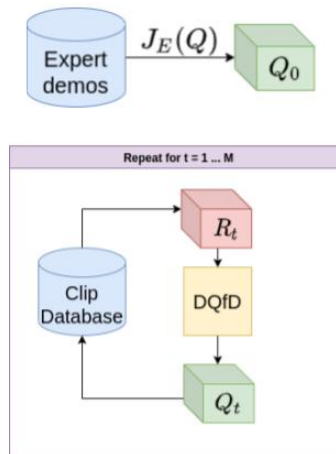 Expert
demos
J_E(Q)
Q_0
Repeat for t = 1 ... M
R_t
Clip
Database
DQfD
Q_t